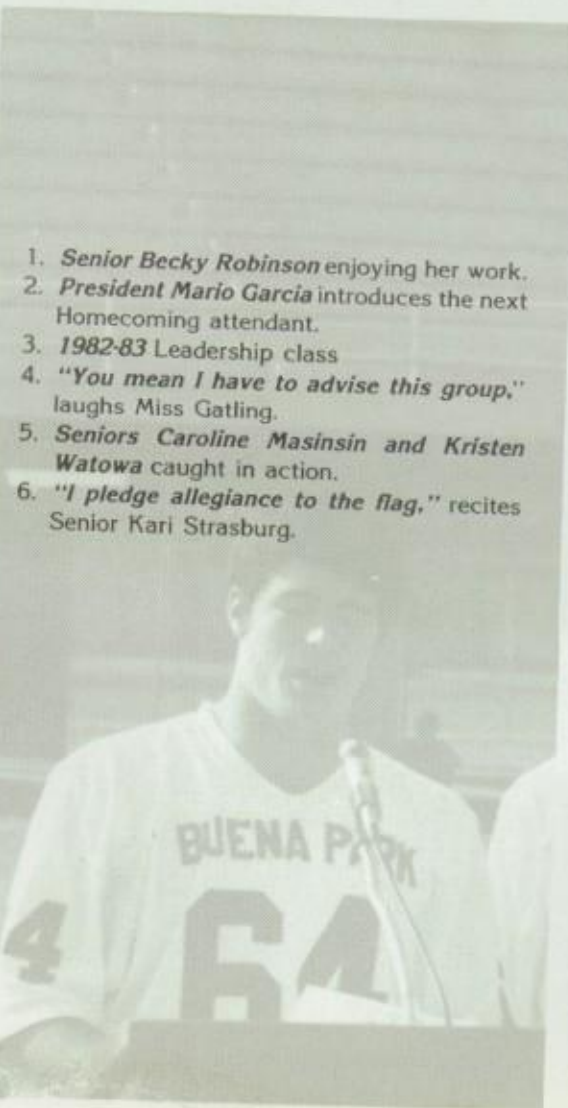 1. Senior Becky Robinson enjoying her work.
2. President Mario Garcia introduces the next
Homecoming attendant.
3. 1982-83 Leadership class
4. "You mean I have to advise this group,"
laughs Miss Gatling.
5. Seniors Caroline Masinsin and Kristen
Watowa caught in action.
6. "I pledge allegiance to the flag," recites
Senior Kari Strasburg.
BUENA PARK
4
64